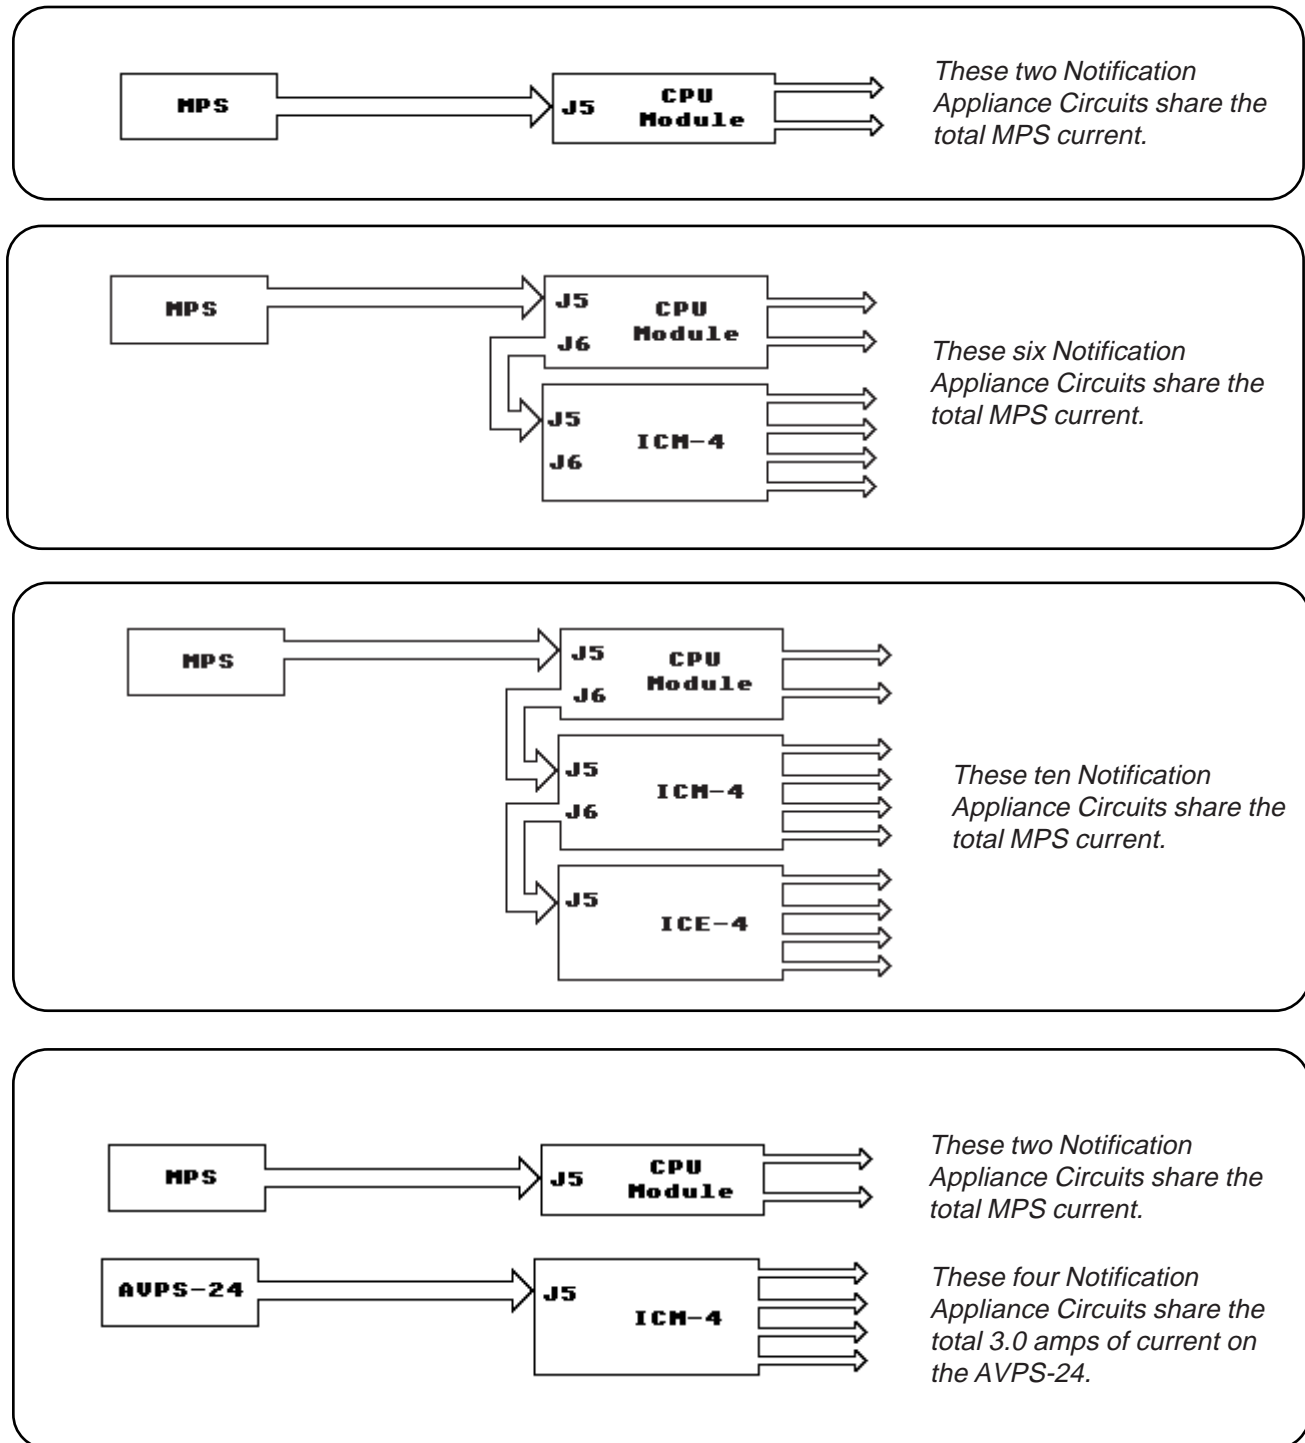 MPS
J5
CPU
Module
These two Notification
Appliance Circuits share the
total MPS current.
MPS
J5
CPU
Module
J6
J5
ICM-4
J6
These six Notification
Appliance Circuits share the
total MPS current.
MPS
J5
CPU
Module
J6
J5
ICM-4
J6
J5
ICE-4
These ten Notification
Appliance Circuits share the
total MPS current.
MPS
J5
CPU
Module
These two Notification
Appliance Circuits share the
total MPS current.
AVPS-24
J5
ICM-4
These four Notification
Appliance Circuits share the
total 3.0 amps of current on
the AVPS-24.